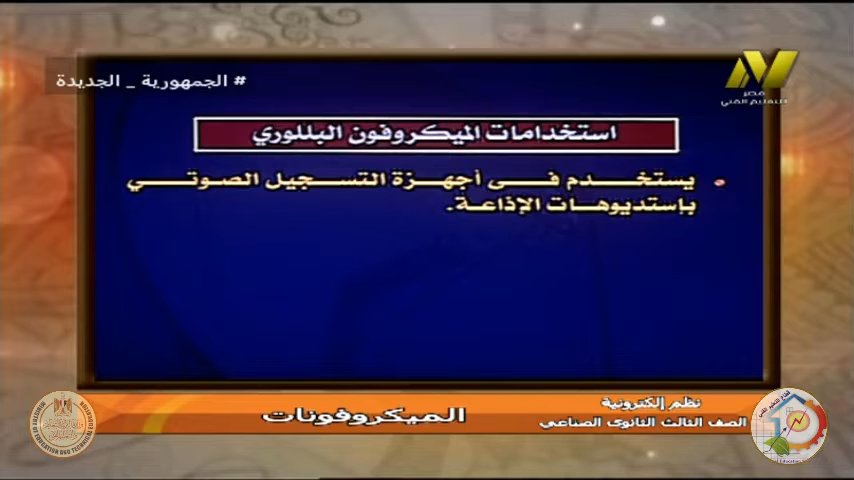 # الجمهورية _ الجديدة
مصر
التعليم الفني
استخدامات الميكروفون البللوري
• يستخدم فى أجهزة التسجيل الصوتي
بإستديوهات الإذاعة.
نظم إلكترونية
الصف الثالث الثانوى الصناعي
الميكروفونات